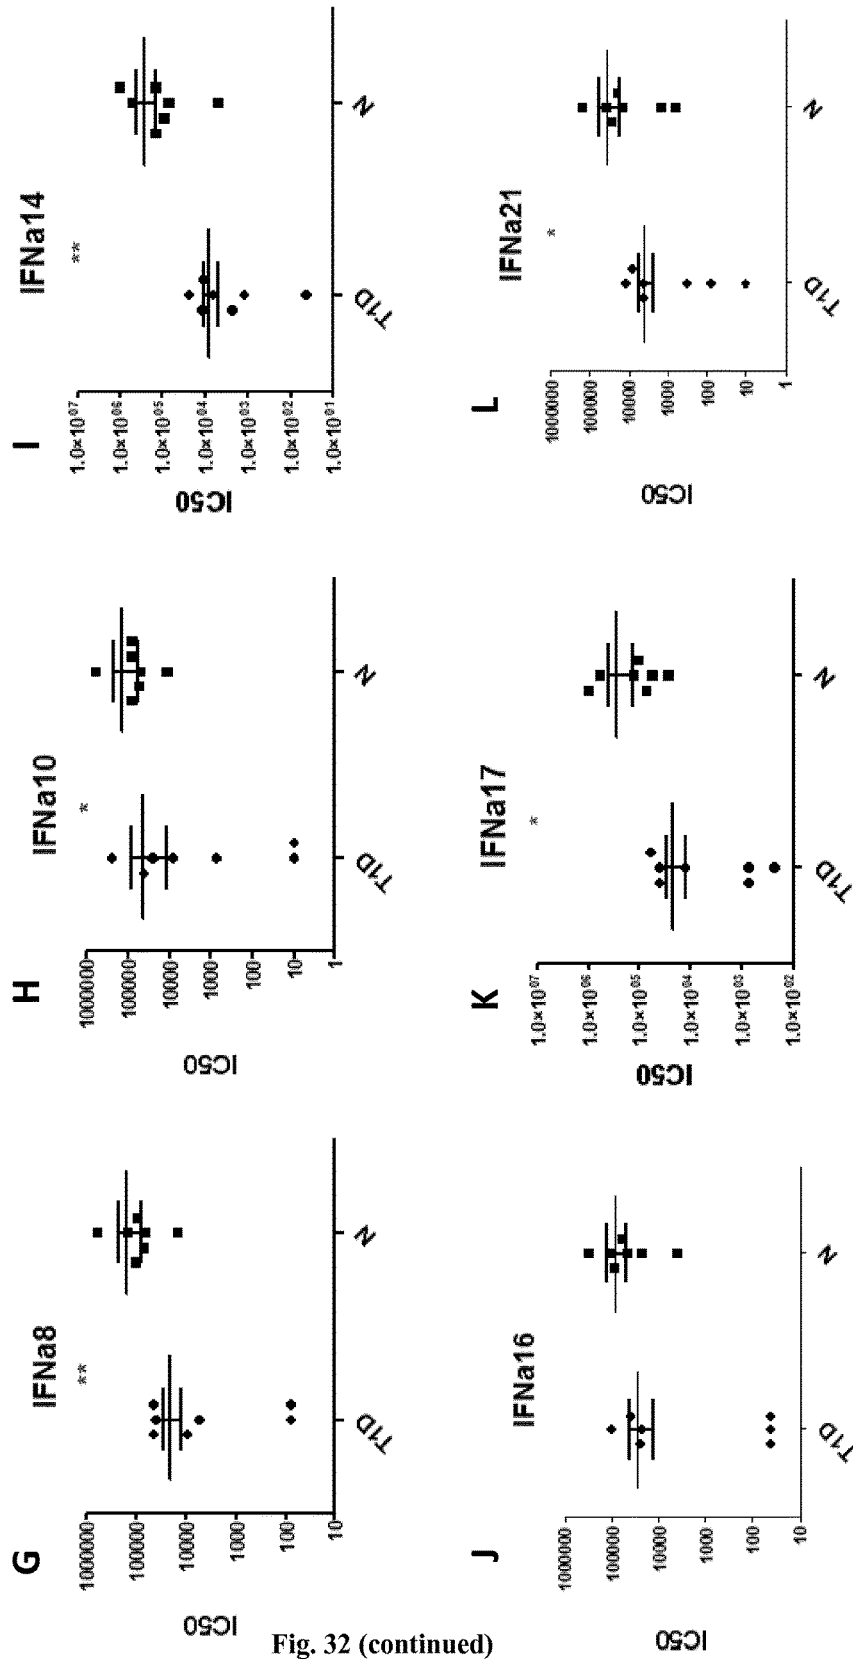 G
IFNa8
**
IC50
1000000
100000
10000
1000
100
10
T1D
N
H
IFNa10
*
IC50
1000000
100000
10000
1000
100
10
1
T1D
N
I
IFNa14
**
IC50
1.0×10⁻⁰⁷
1.0×10⁻⁰⁶
1.0×10⁻⁰⁵
1.0×10⁻⁰⁴
1.0×10⁻⁰³
1.0×10⁻⁰²
1.0×10⁻⁰¹
T1D
N
J
IFNa16
IC50
1000000
100000
10000
1000
100
10
T1D
N
K
IFNa17
*
IC50
1.0×10⁻⁰⁷
1.0×10⁻⁰⁶
1.0×10⁻⁰⁵
1.0×10⁻⁰⁴
1.0×10⁻⁰³
1.0×10⁻⁰²
T1D
N
L
IFNa21
*
IC50
1000000
100000
10000
1000
100
10
1
T1D
N
Fig. 32 (continued)